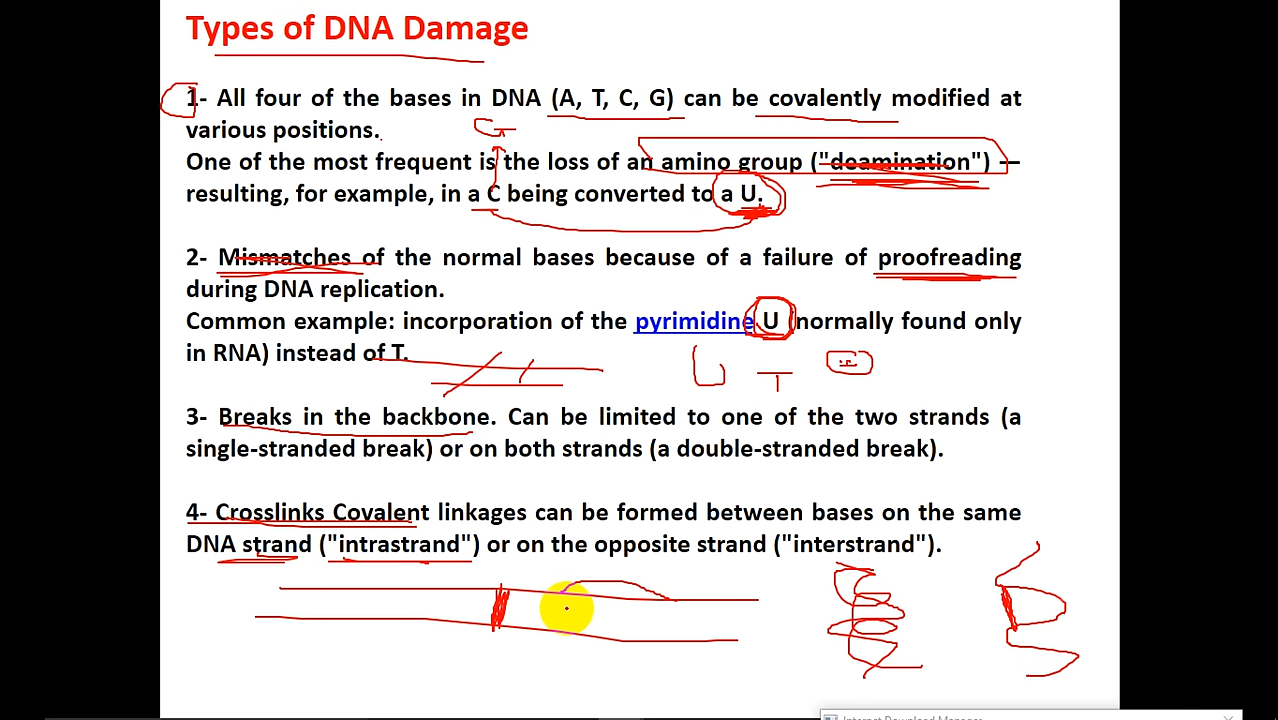 Types of DNA Damage
1- All four of the bases in DNA (A, T, C, G) can be covalently modified at
various positions.
One of the most frequent is the loss of an amino group ("deamination") —
resulting, for example, in a C being converted to a U.
2- Mismatches of the normal bases because of a failure of proofreading
during DNA replication.
Common example: incorporation of the pyrimidine U (normally found only
in RNA) instead of T.
3- Breaks in the backbone. Can be limited to one of the two strands (a
single-stranded break) or on both strands (a double-stranded break).
4- Crosslinks Covalent linkages can be formed between bases on the same
DNA strand ("intrastrand") or on the opposite strand ("interstrand").
Internet Download Manager